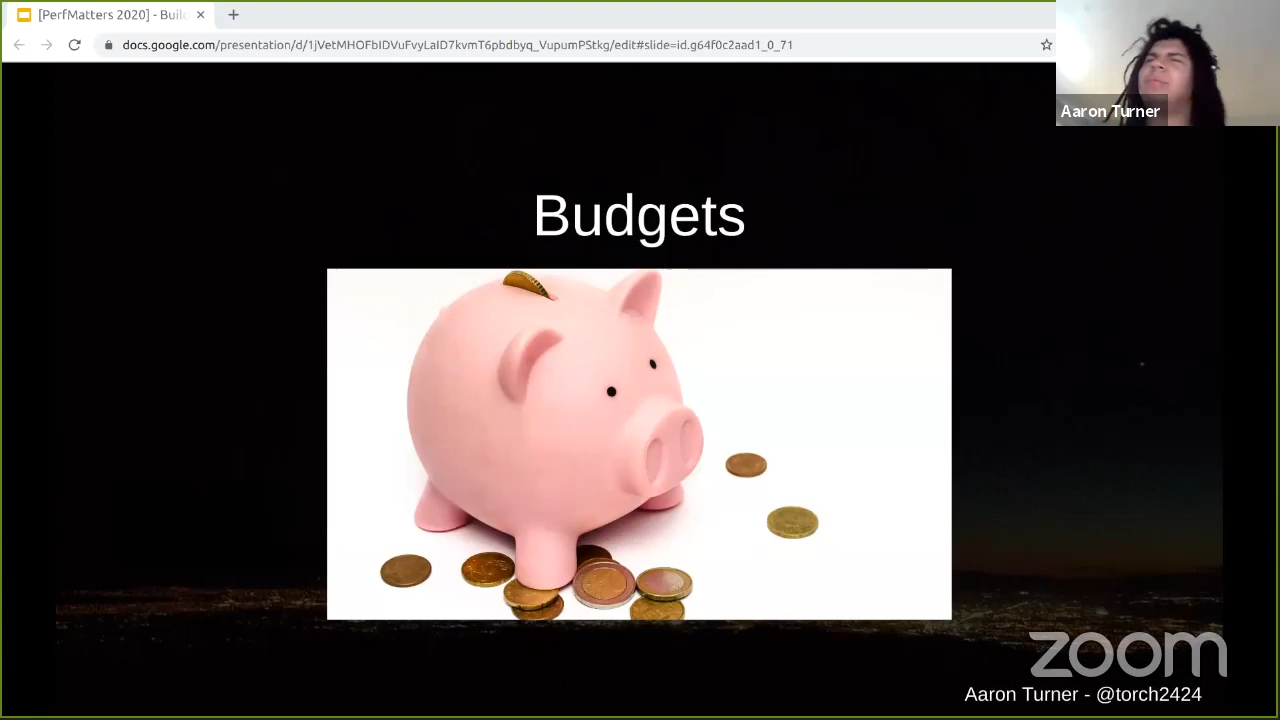 [PerfMatters 2020] - Buil
docs.google.com/presentation/d/1jVetMHOFbIDVuFvyLaID7kvmT6pbdbyq_VupumPStkg/edit#slide=id.g64f0c2aad1_0_71
Aaron Turner
Budgets
zoom
Aaron Turner - @torch2424